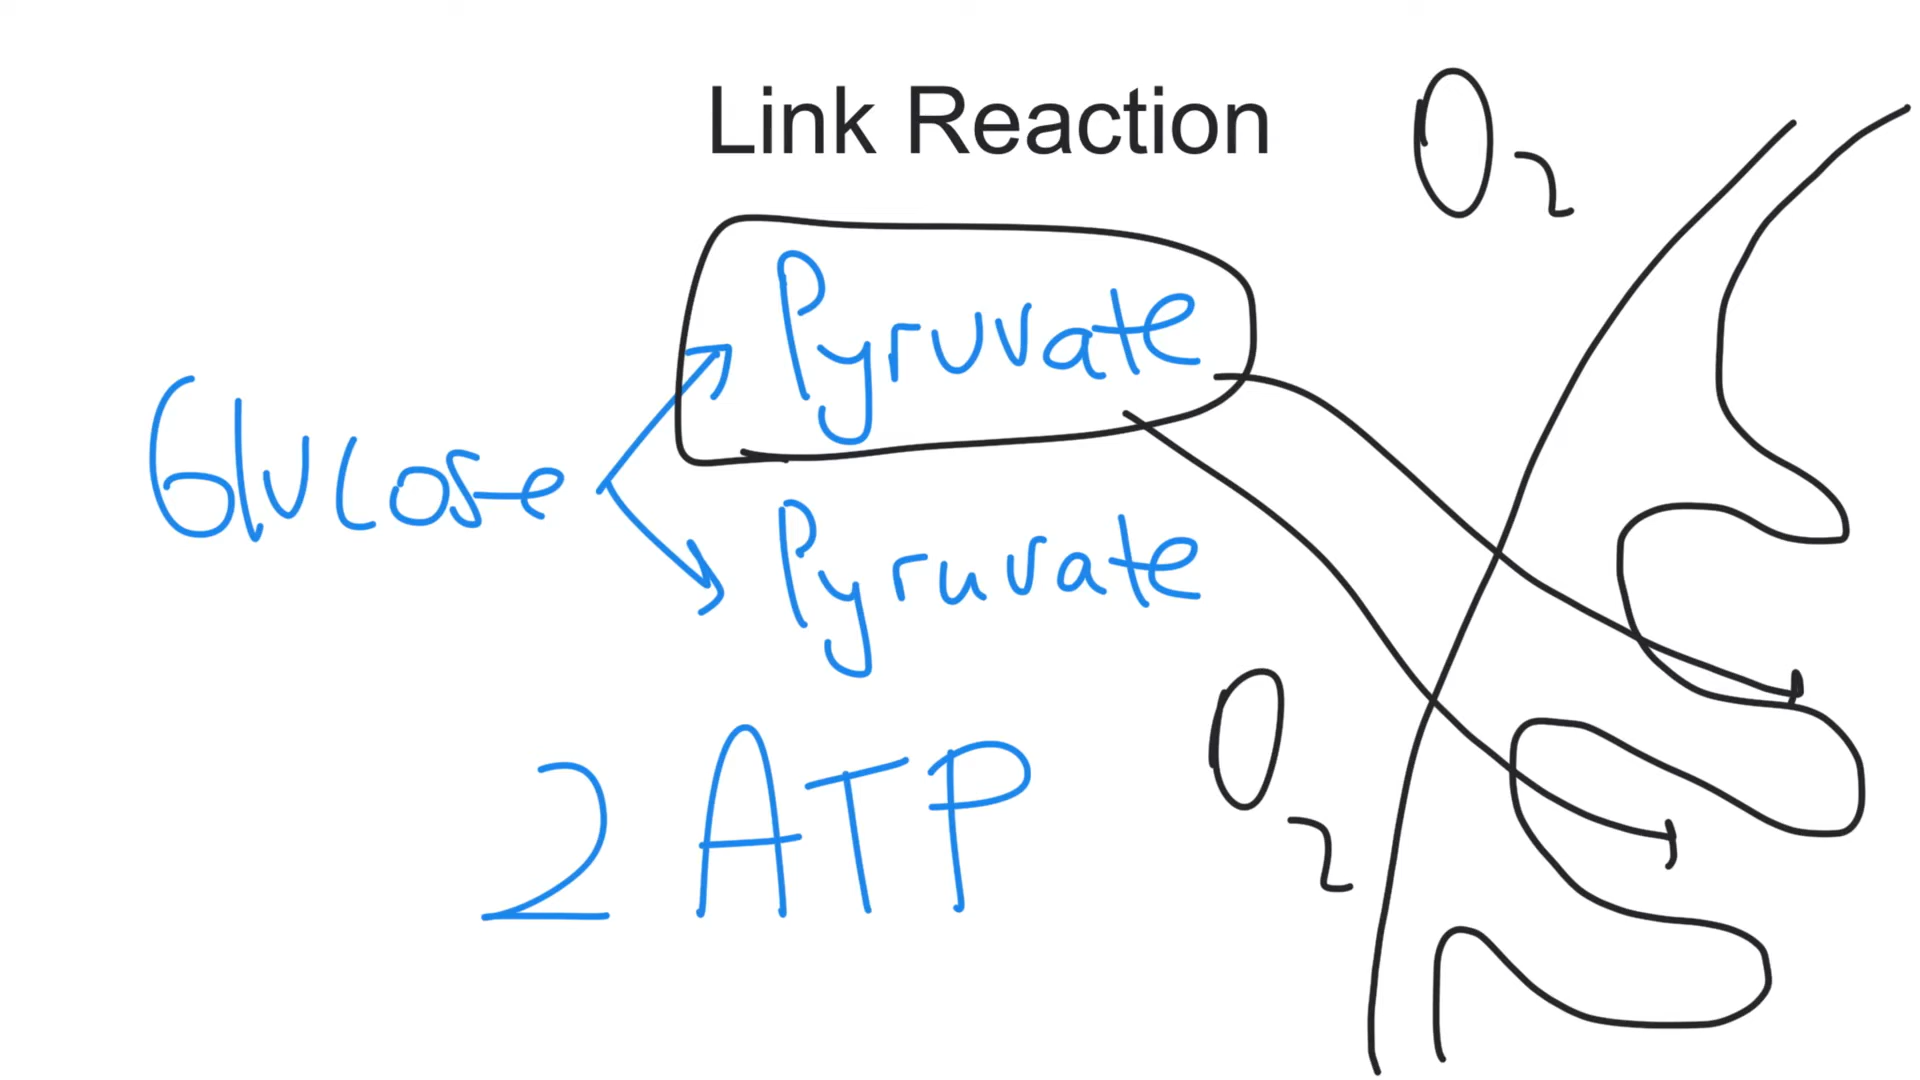 Link Reaction
O2
Pyruvate
Glucose
Pyruvate
O2
2 ATP